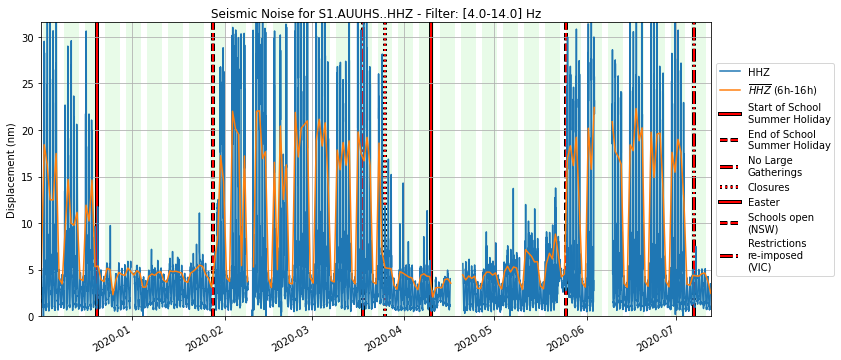 Seismic Noise for S1.AUUHS..HHZ - Filter: [4.0-14.0] Hz
Displacement (nm)
30
25
20
15
10
5
0
2020-01
2020-02
2020-03
2020-04
2020-05
2020-06
2020-07
HHZ
HHZ (6h-16h)
Start of School
Summer Holiday
End of School
Summer Holiday
No Large
Gatherings
Closures
Easter
Schools open
(NSW)
Restrictions
re-imposed
(VIC)